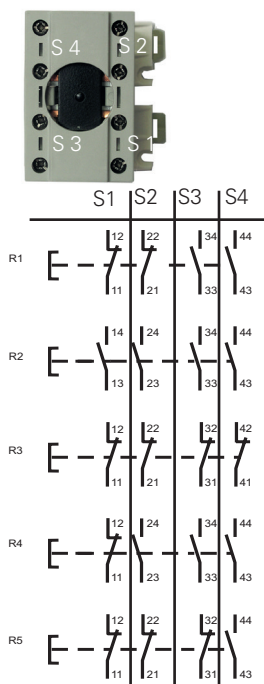 S 4 S 2
S 3 S 1
S1 S2 S3 S4
12 22 34 44
R1
11 21 33 43
14 24 34 44
R2
13 23 33 43
12 22 32 42
R3
11 21 31 41
12 24 34 44
R4
11 23 33 43
12 22 32 44
R5
11 21 31 43